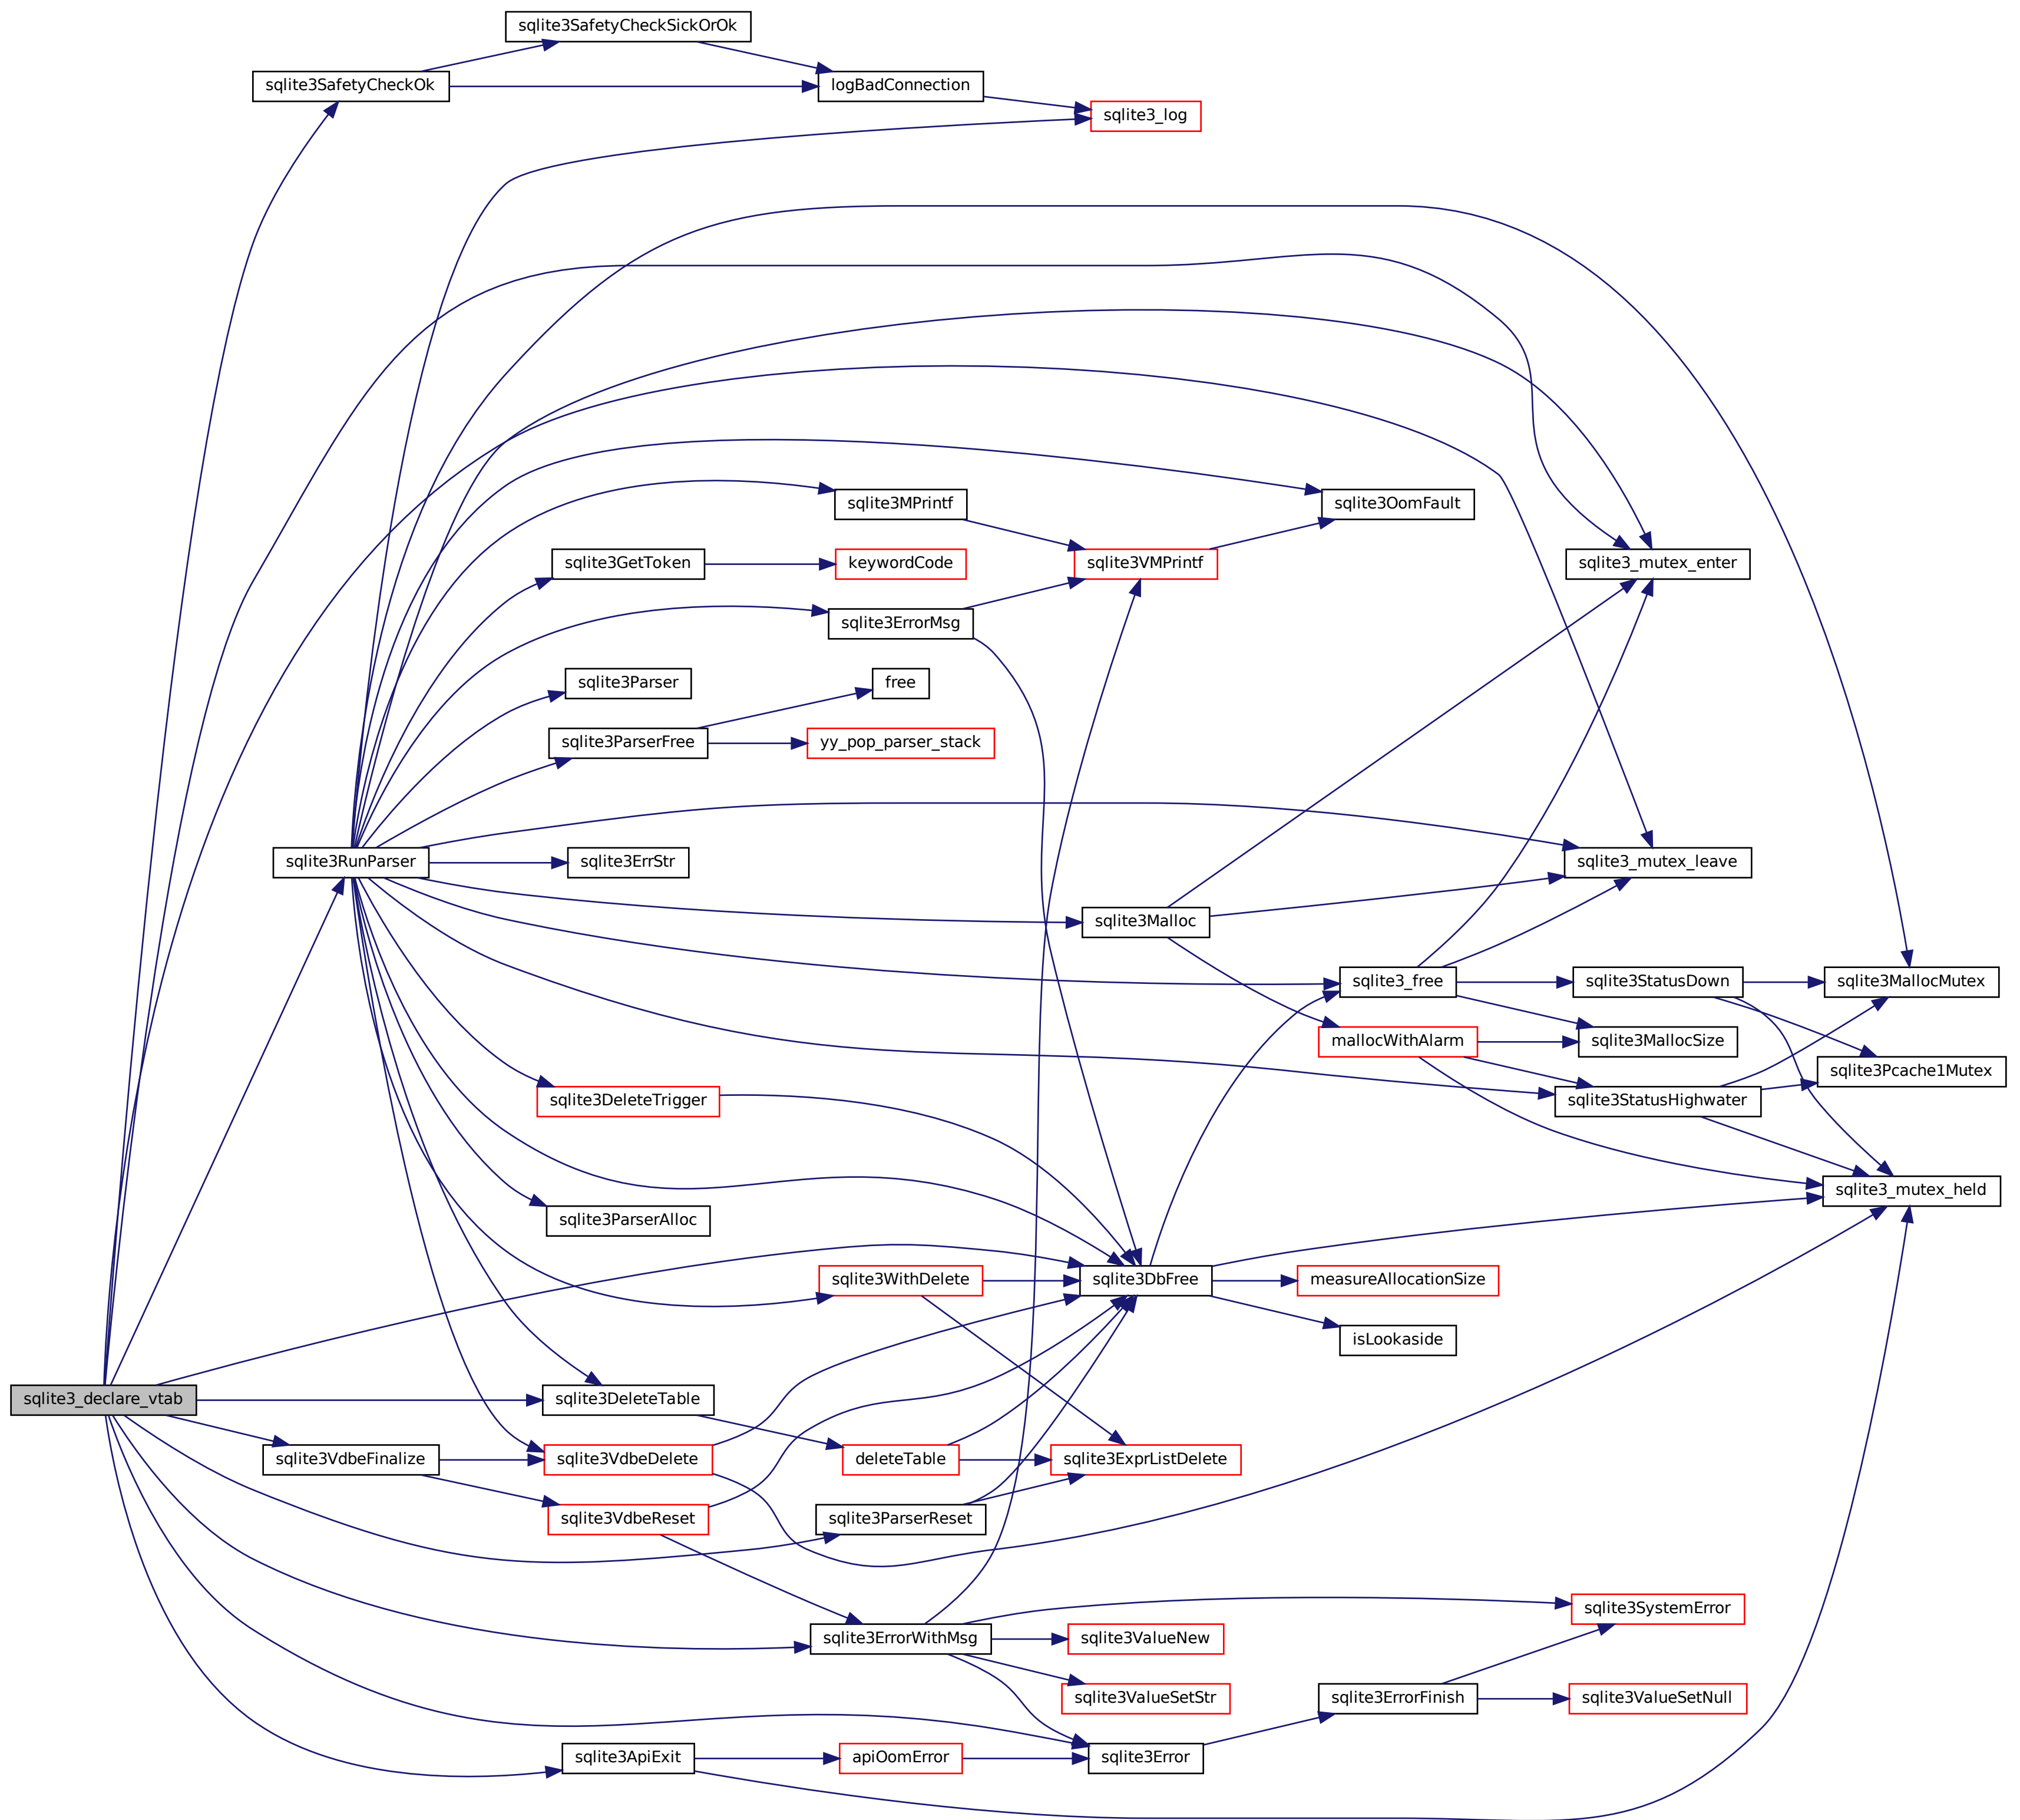 sqlite3SafetyCheckSickOrOk
sqlite3SafetyCheckOk
logBadConnection
sqlite3_log
sqlite3MPrintf
sqlite3OomFault
sqlite3GetToken
keywordCode
sqlite3VMPrintf
sqlite3_mutex_enter
sqlite3ErrorMsg
sqlite3Parser
free
sqlite3ParserFree
yy_pop_parser_stack
sqlite3RunParser
sqlite3ErrStr
sqlite3_mutex_leave
sqlite3Malloc
sqlite3_free
sqlite3StatusDown
sqlite3MallocMutex
mallocWithAlarm
sqlite3MallocSize
sqlite3Pcache1Mutex
sqlite3DeleteTrigger
sqlite3StatusHighwater
sqlite3_mutex_held
sqlite3ParserAlloc
sqlite3WithDelete
sqlite3DbFree
measureAllocationSize
isLookaside
sqlite3_declare_vtab
sqlite3DeleteTable
sqlite3VdbeFinalize
sqlite3VdbeDelete
deleteTable
sqlite3ExprListDelete
sqlite3VdbeReset
sqlite3ParserReset
sqlite3SystemError
sqlite3ErrorWithMsg
sqlite3ValueNew
sqlite3ValueSetStr
sqlite3ErrorFinish
sqlite3ValueSetNull
sqlite3ApiExit
apiOomError
sqlite3Error